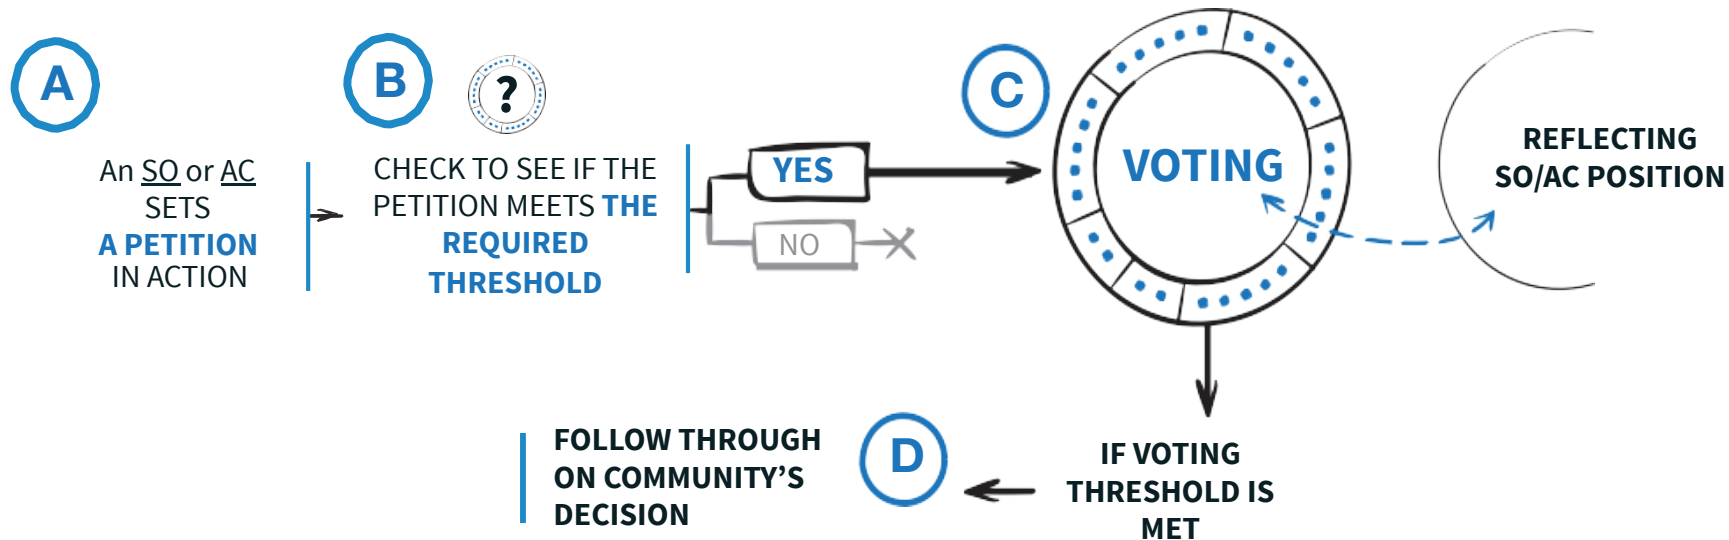 A
An SO or AC
SETS
A PETITION
IN ACTION
B
?
CHECK TO SEE IF THE
PETITION MEETS THE
REQUIRED
THRESHOLD
YES
NO
C
VOTING
REFLECTING
SO/AC POSITION
IF VOTING
THRESHOLD IS
MET
D
FOLLOW THROUGH
ON COMMUNITY’S
DECISION